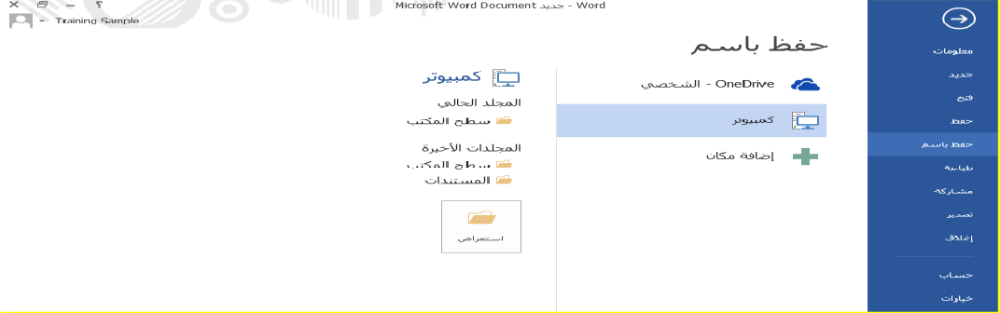 Microsoft Word Document جديد - Word
?
Training Sample
معلومات
جديد
فتح
حفظ
حفظ باسم
طباعة
مشاركة
تصدير
إغلاق
حساب
خيارات
حفظ باسم
OneDrive - الشخصي
كمبيوتر
إضافة مكان
كمبيوتر
المجلد الحالي
سطح المكتب
المجلدات الأخيرة
سطح المكتب
المستندات
استعراض